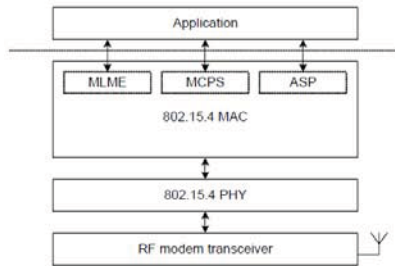 Application
MLME MCPS ASP
802.15.4 MAC
802.15.4 PHY
RF modem transceiver